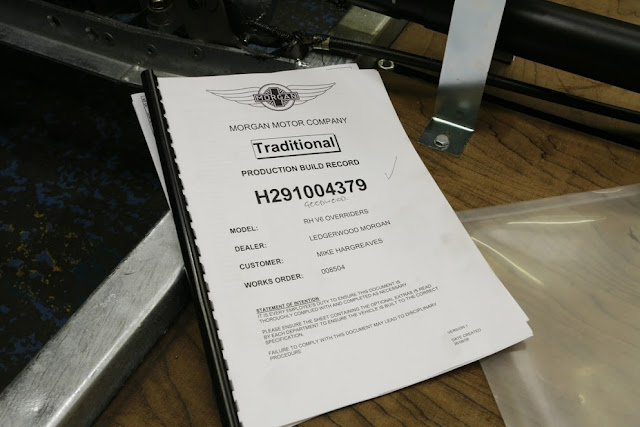 MORGAN
MORGAN MOTOR COMPANY
Traditional
PRODUCTION BUILD RECORD
H291004379
MODEL: RH V6 OVERRIDERS
DEALER: LEDGERWOOD MORGAN
CUSTOMER: MIKE HARGREAVES
WORKS ORDER: 008504
STATEMENT OF INTENTION
IT IS EVERY EMPLOYEE'S DUTY TO ENSURE THIS DOCUMENT IS
THOROUGHLY COMPLIED WITH AND COMPLETED AS NECESSARY
PLEASE ENSURE THE SHEET CONTAINING THE OPTIONAL EXTRAS IS READ
BY EACH DEPARTMENT TO ENSURE THE VEHICLE IS BUILT TO THE CORRECT
SPECIFICATION.
FAILURE TO COMPLY WITH THIS DOCUMENT MAY LEAD TO DISCIPLINARY
PROCEDURE
VERSION 1
DATE CREATED